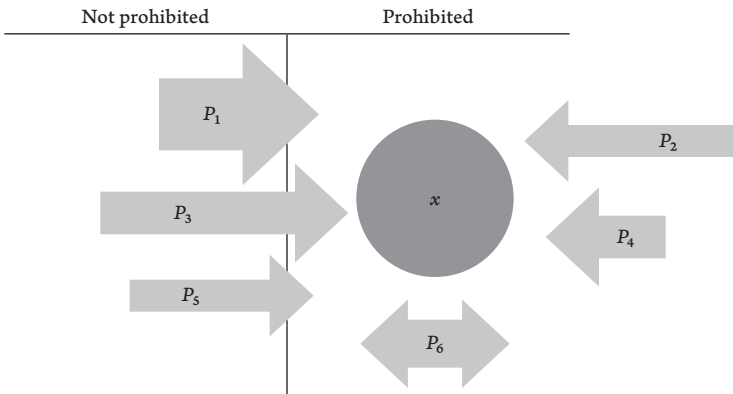 Not prohibited Prohibited
P₁
P₂
P₃
x
P₄
P₅
P₆